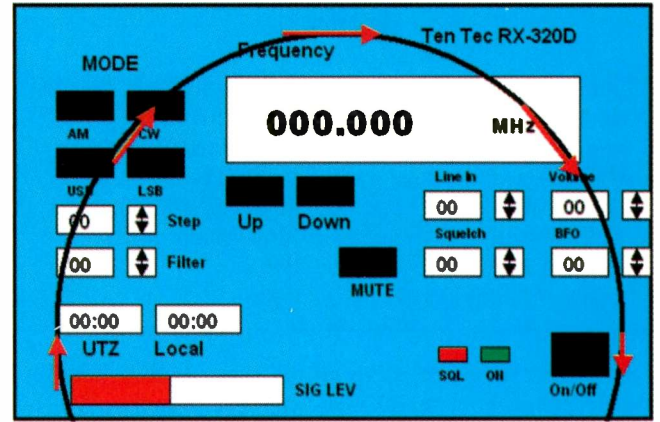 Ten Tec RX-320D
MODE
Frequency
AM CW
000.000 MHz
USB LSB
Line In Volume
00 Step
Up Down
00 00
Squelch BFO
00 Filter
MUTE
00 00
00:00 00:00
UTZ Local
SQL ON
On/Off
SIG LEV